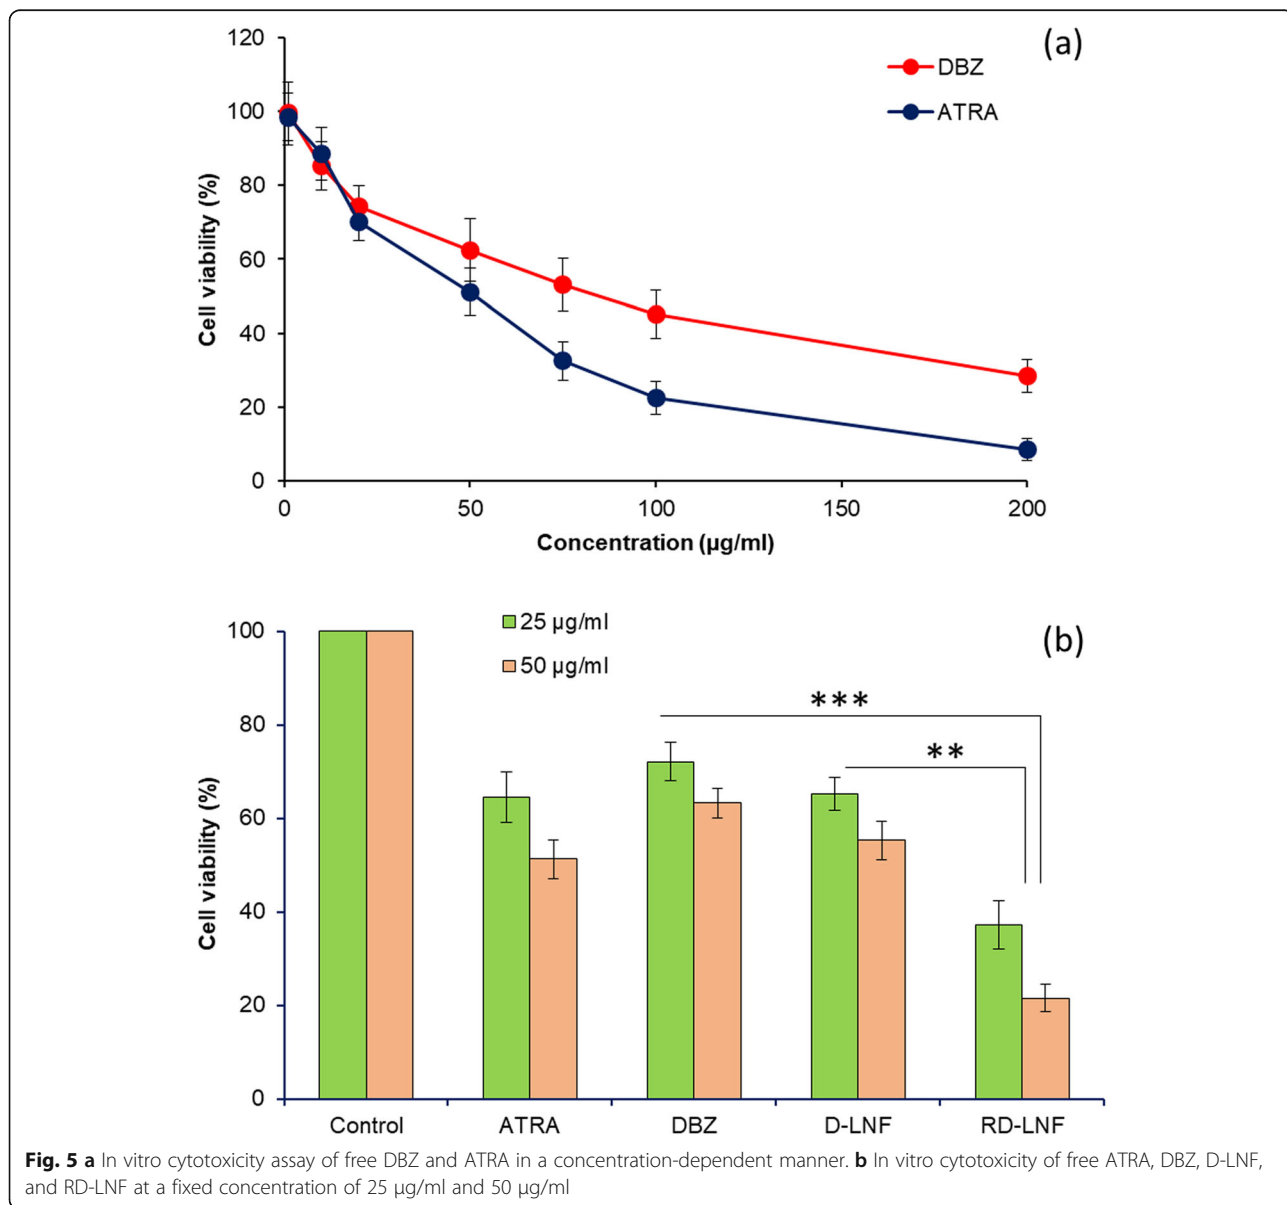 (a)
DBZ
ATRA
120
100
80
60
40
20
0
Cell viability (%)
0 50 100 150 200
Concentration (µg/ml)
(b)
25 µg/ml
50 µg/ml
100
80
60
40
20
0
Cell viability (%)
***
**
Control ATRA DBZ D-LNF RD-LNF
Fig. 5 a In vitro cytotoxicity assay of free DBZ and ATRA in a concentration-dependent manner. b In vitro cytotoxicity of free ATRA, DBZ, D-LNF,
and RD-LNF at a fixed concentration of 25 µg/ml and 50 µg/ml